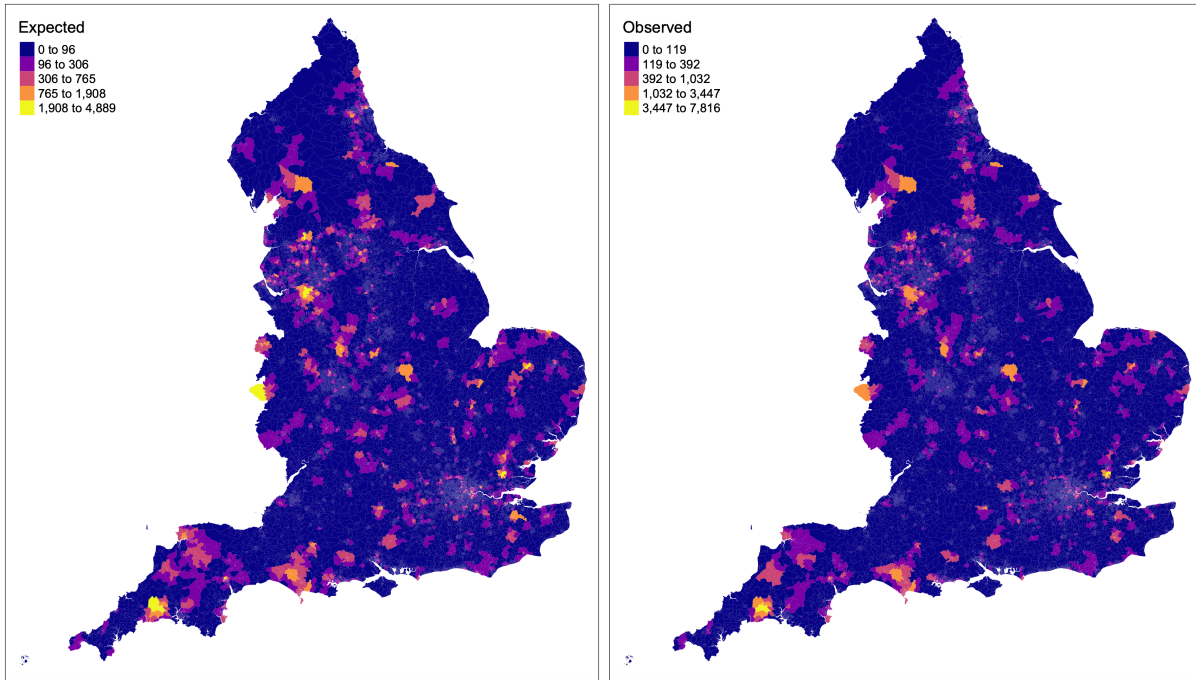 Expected
0 to 96
96 to 306
306 to 765
765 to 1,908
1,908 to 4,889
Observed
0 to 119
119 to 392
392 to 1,032
1,032 to 3,447
3,447 to 7,816